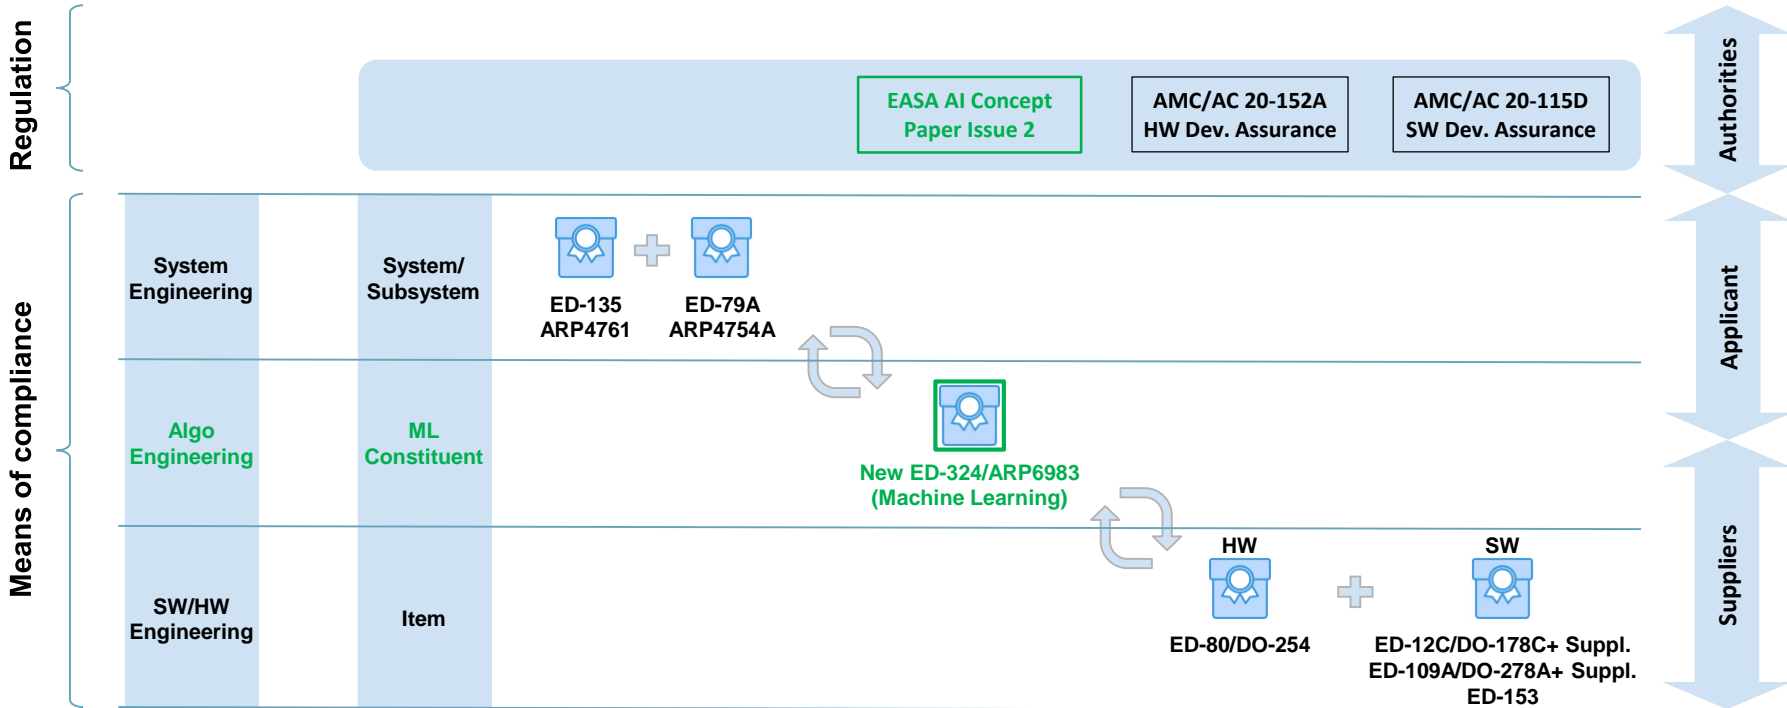 Regulation
EASA AI Concept
Paper Issue 2
AMC/AC 20-152A
HW Dev. Assurance
AMC/AC 20-115D
SW Dev. Assurance
Authorities
Means of compliance
System
Engineering
System/
Subsystem
ED-135
ARP4761
ED-79A
ARP4754A
Applicant
Algo
Engineering
ML
Constituent
New ED-324/ARP6983
(Machine Learning)
SW/HW
Engineering
Item
HW
ED-80/DO-254
SW
ED-12C/DO-178C+ Suppl.
ED-109A/DO-278A+ Suppl.
ED-153
Suppliers